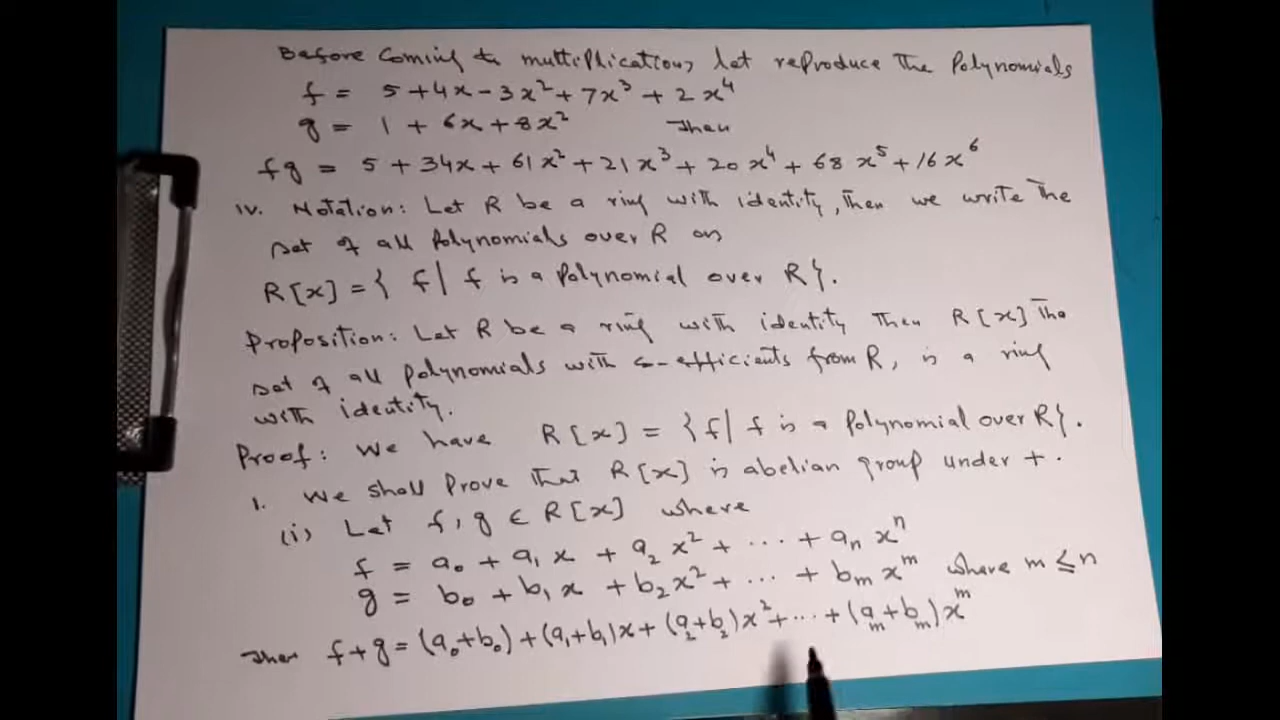 Before Coming to multiplication, let reproduce the Polynomials
f = 5 + 4x - 3x² + 7x³ + 2x⁴
g = 1 + 6x + 8x² Then
fg = 5 + 34x + 61x² + 21x³ + 20x⁴ + 68x⁵ + 16x⁶
iv. Notation: Let R be a ring with identity, Then we write the
set of all Polynomials over R as
R[x] = { f | f is a Polynomial over R}.
Proposition: Let R be a ring with identity Then R[x] The
set of all Polynomials with co-efficients from R, is a ring
with identity.
Proof: We have R[x] = {f | f is a Polynomial over R}.
1. We shall Prove that R[x] is abelian group under +.
(i) Let f, g ∈ R[x] where
f = a₀ + a₁x + a₂x² + ... + aₙxⁿ
g = b₀ + b₁x + b₂x² + ... + bₘxᵐ where m ≤ n
Then f+g = (a₀+b₀) + (a₁+b₁)x + (a₂+b₂)x² + ... + (aₘ+bₘ)xᵐ